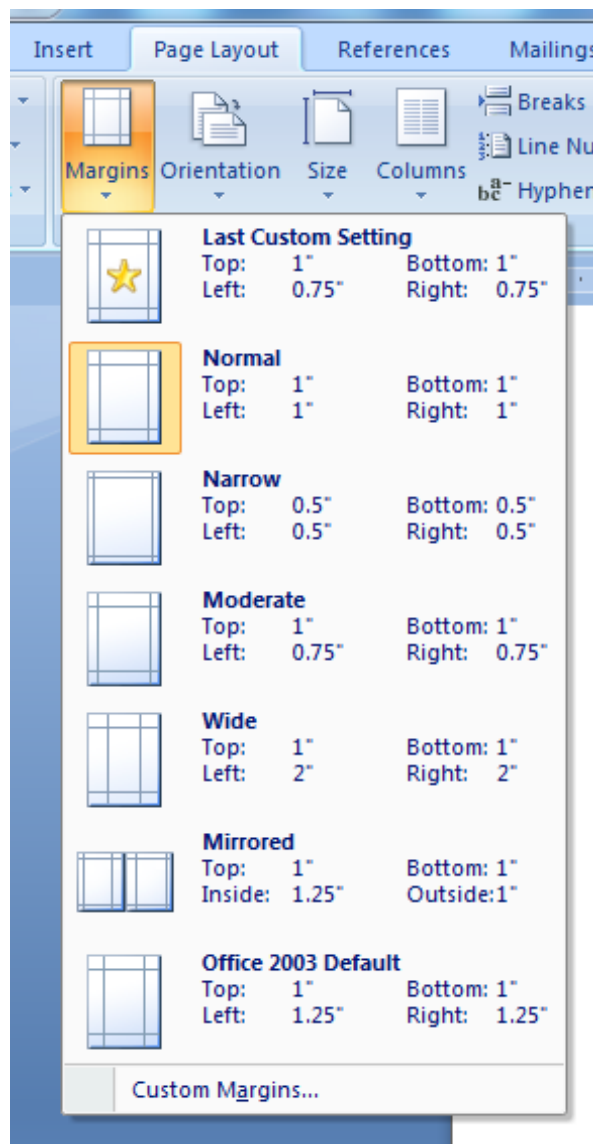 Insert Page Layout References Mailings
Margins Orientation Size Columns
Breaks
Line Nu
Hyphen
Last Custom Setting
Top: 1" Bottom: 1"
Left: 0.75" Right: 0.75"
Normal
Top: 1" Bottom: 1"
Left: 1" Right: 1"
Narrow
Top: 0.5" Bottom: 0.5"
Left: 0.5" Right: 0.5"
Moderate
Top: 1" Bottom: 1"
Left: 0.75" Right: 0.75"
Wide
Top: 1" Bottom: 1"
Left: 2" Right: 2"
Mirrored
Top: 1" Bottom: 1"
Inside: 1.25" Outside:1"
Office 2003 Default
Top: 1" Bottom: 1"
Left: 1.25" Right: 1.25"
Custom Margins...